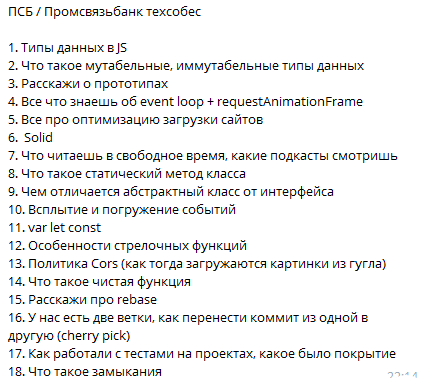 ПСБ / Промсвязьбанк техсобес
1. Типы данных в JS
2. Что такое мутабельные, иммутабельные типы данных
3. Расскажи о прототипах
4. Все что знаешь об event loop + requestAnimationFrame
5. Все про оптимизацию загрузки сайтов
6.  Solid
7. Что читаешь в свободное время, какие подкасты смотришь
8. Что такое статический метод класса
9. Чем отличается абстрактный класс от интерфейса
10. Всплытие и погружение событий
11. var let const
12. Особенности стрелочных функций
13. Политика Cors (как тогда загружаются картинки из гугла)
14. Что такое чистая функция
15. Расскажи про rebase
16. У нас есть две ветки, как перенести коммит из одной в
другую (cherry pick)
17. Как работали с тестами на проектах, какое было покрытие
18. Что такое замыкания